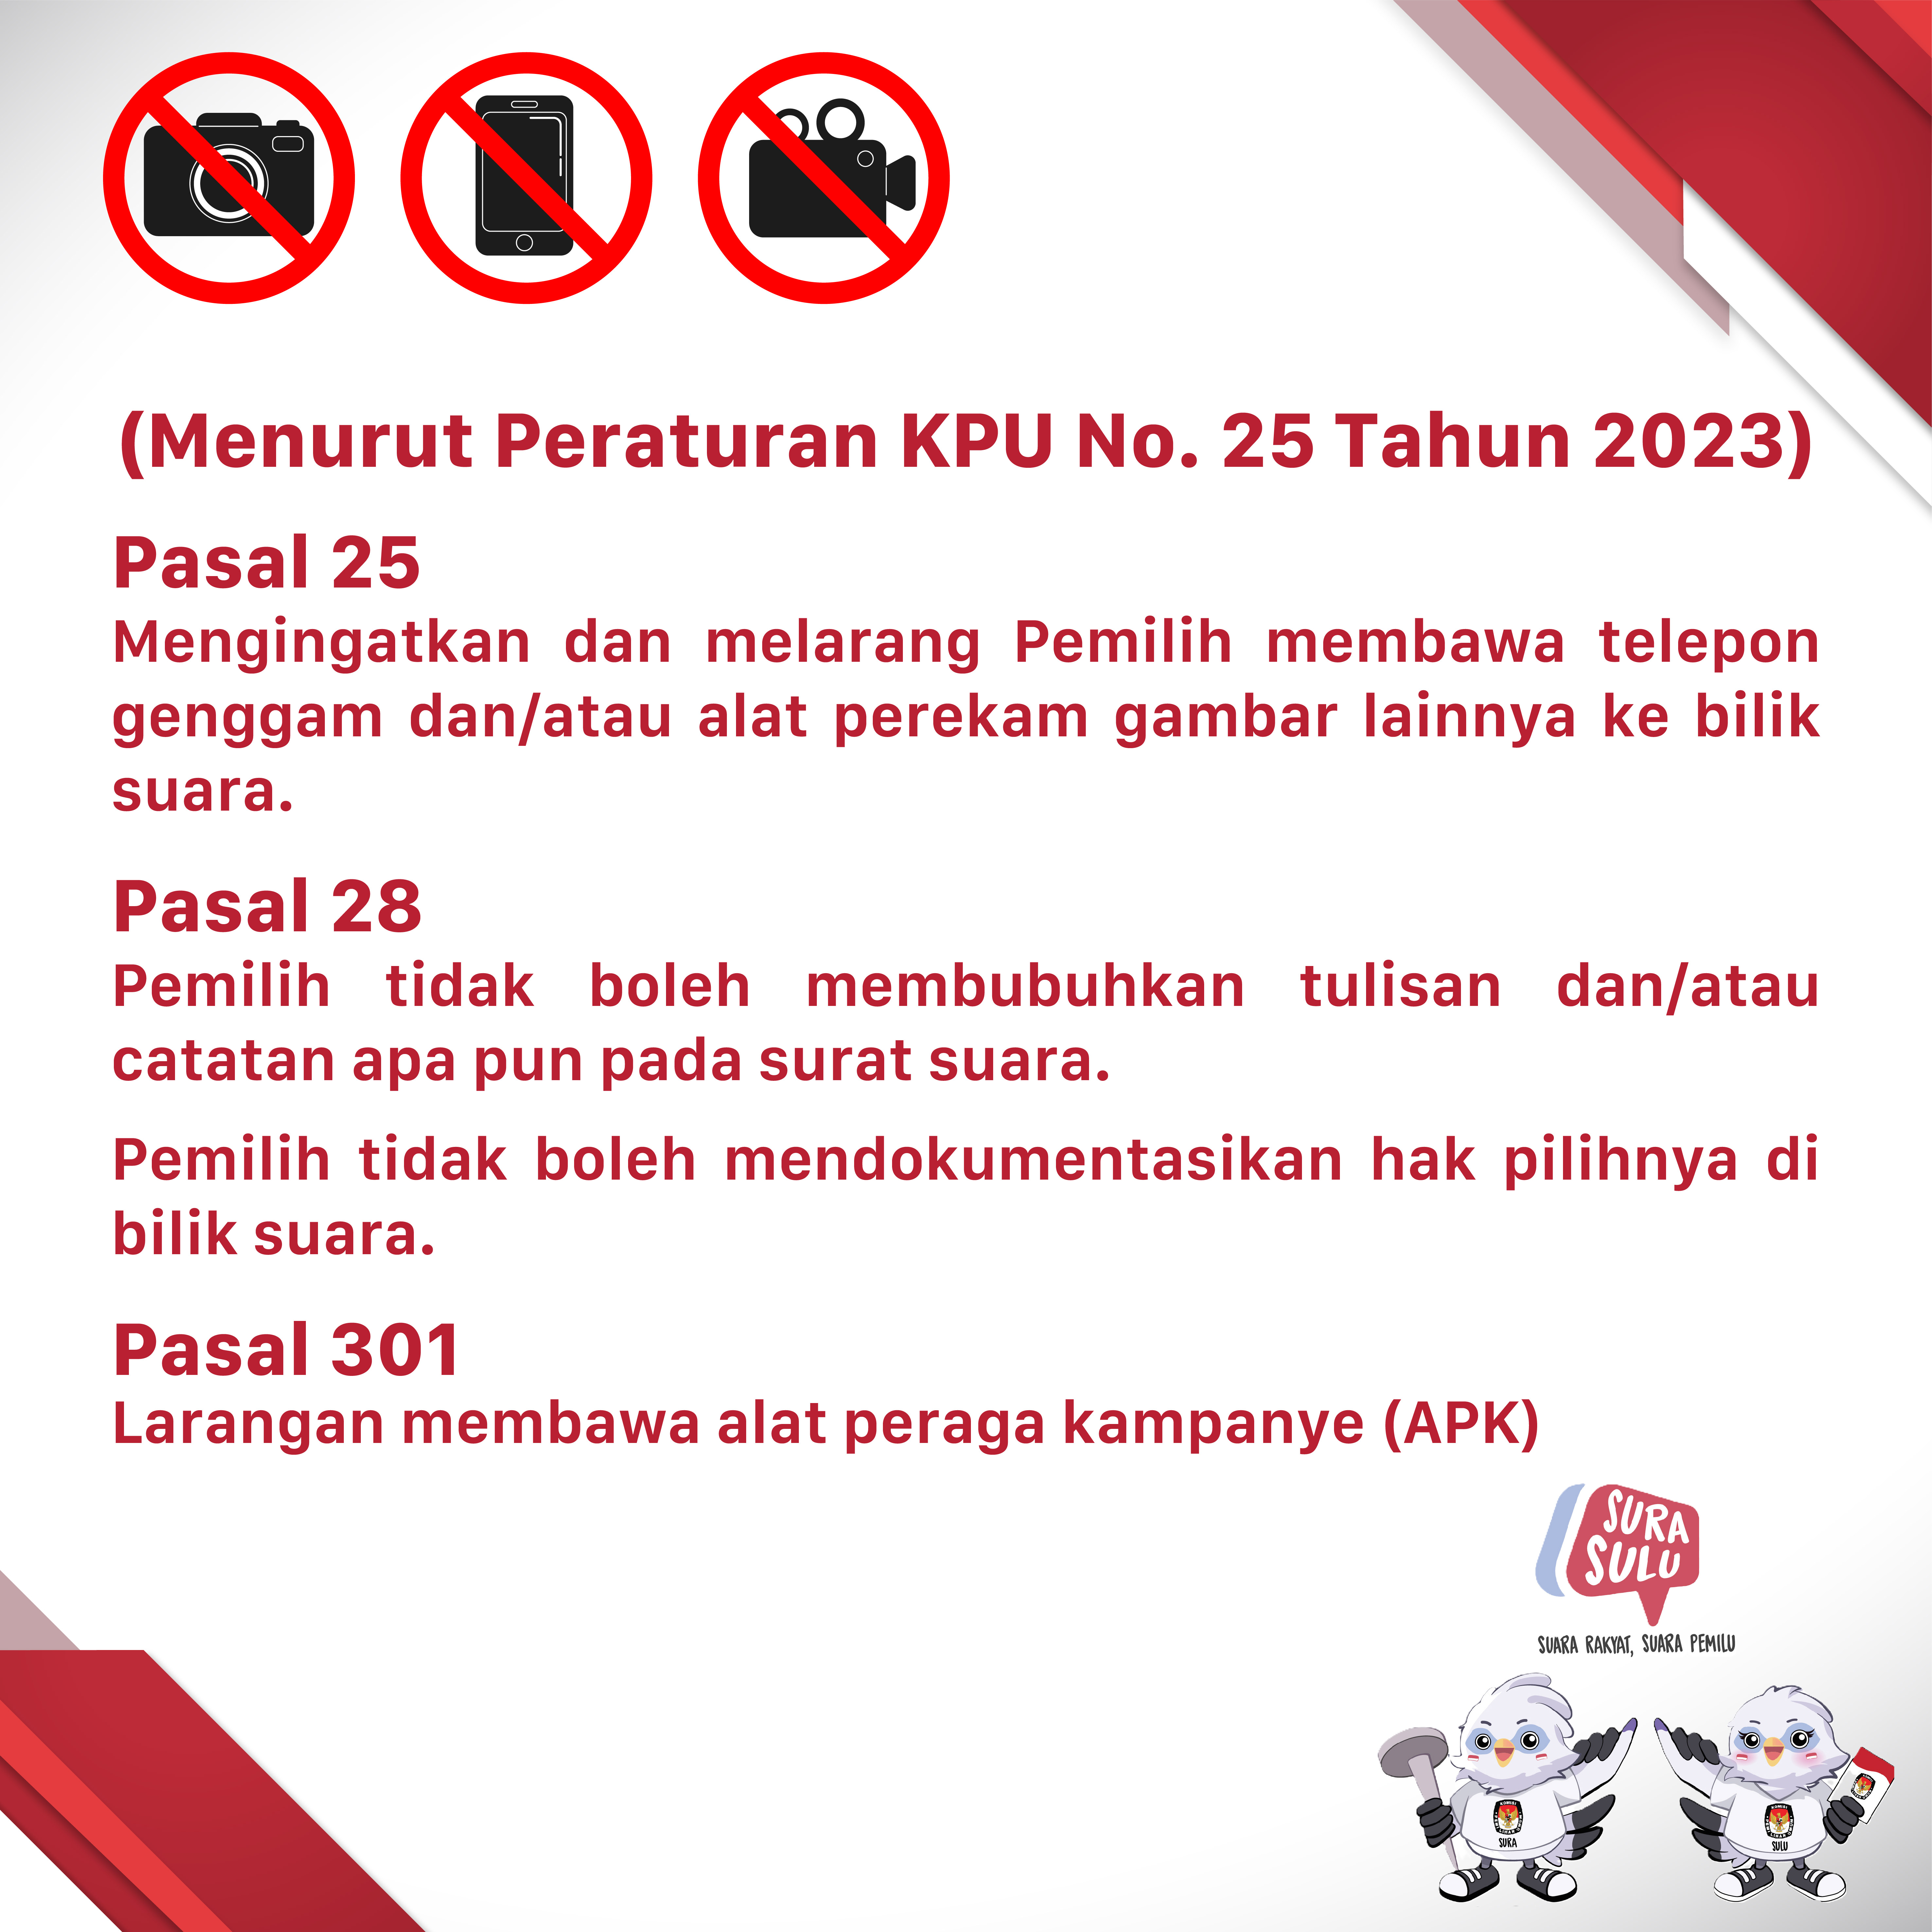 (Menurut Peraturan KPU No. 25 Tahun 2023)
Pasal 25
Mengingatkan dan melarang Pemilih membawa telepon
genggam dan/atau alat perekam gambar lainnya ke bilik
suara.
Pasal 28
Pemilih tidak boleh membubuhkan tulisan dan/atau
catatan apa pun pada surat suara.
Pemilih tidak boleh mendokumentasikan hak pilihnya di
bilik suara.
Pasal 301
Larangan membawa alat peraga kampanye (APK)
SURA
SULU
SUARA RAKYAT, SUARA PEMILU
SURA
SULU